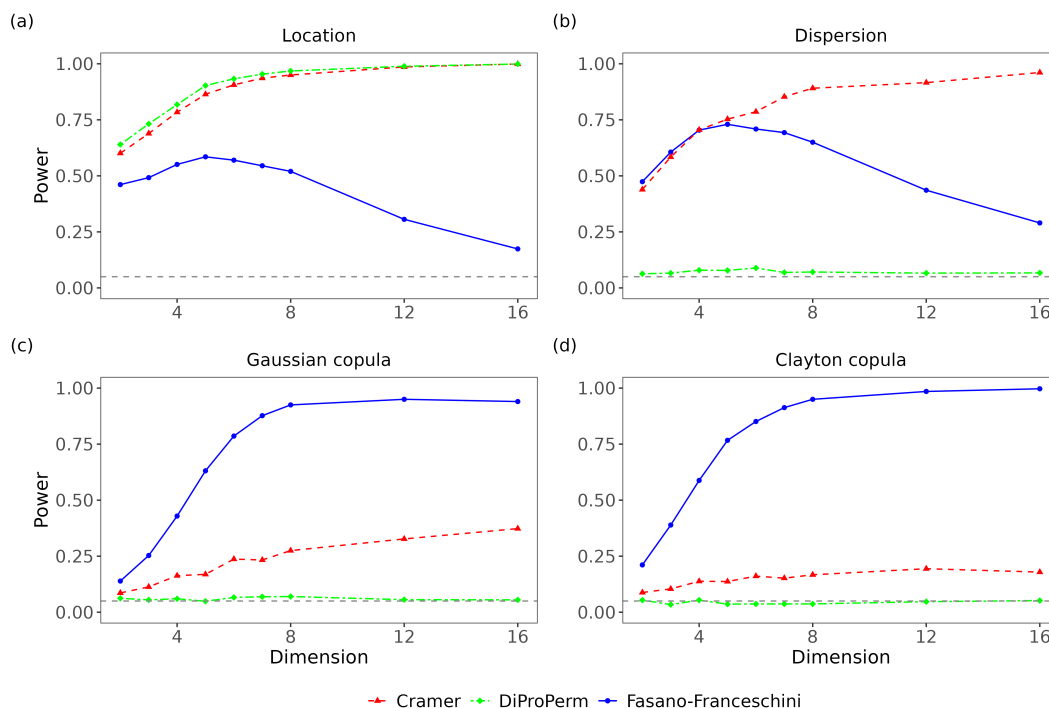 (a)
Location
Power
1.00
0.75
0.50
0.25
0.00
4
8
12
16
(b)
Dispersion
1.00
0.75
0.50
0.25
0.00
4
8
12
16
(c)
Gaussian copula
Power
1.00
0.75
0.50
0.25
0.00
4
8
12
16
Dimension
(d)
Clayton copula
1.00
0.75
0.50
0.25
0.00
4
8
12
16
Dimension
Cramer DiProPerm Fasano-Franceschini